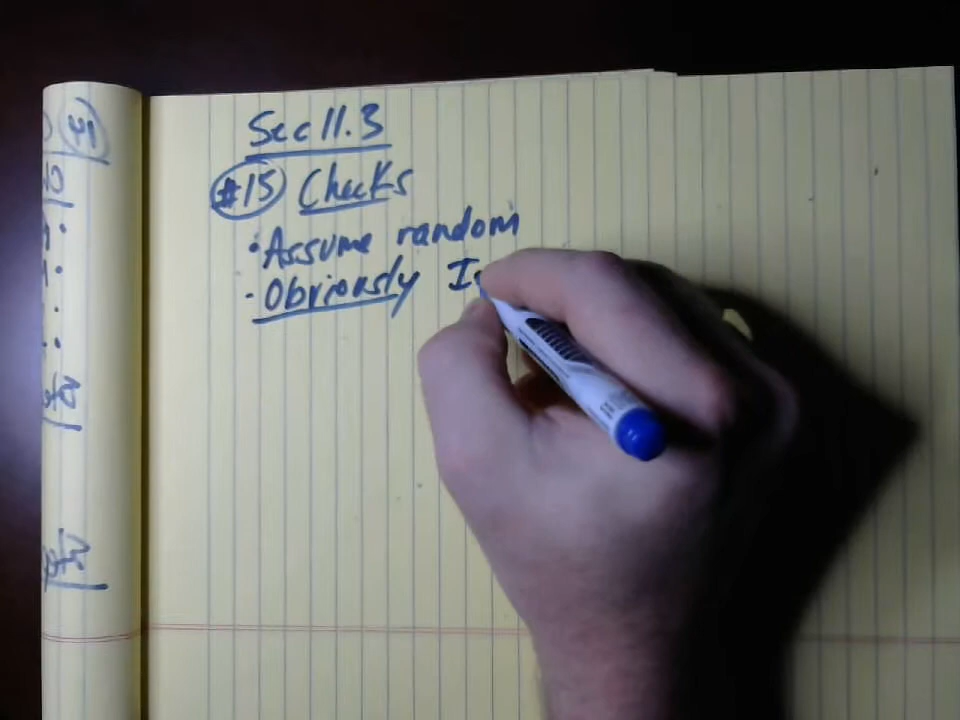 Sec 11.3
#15 Checks
• Assume random
• Obviously